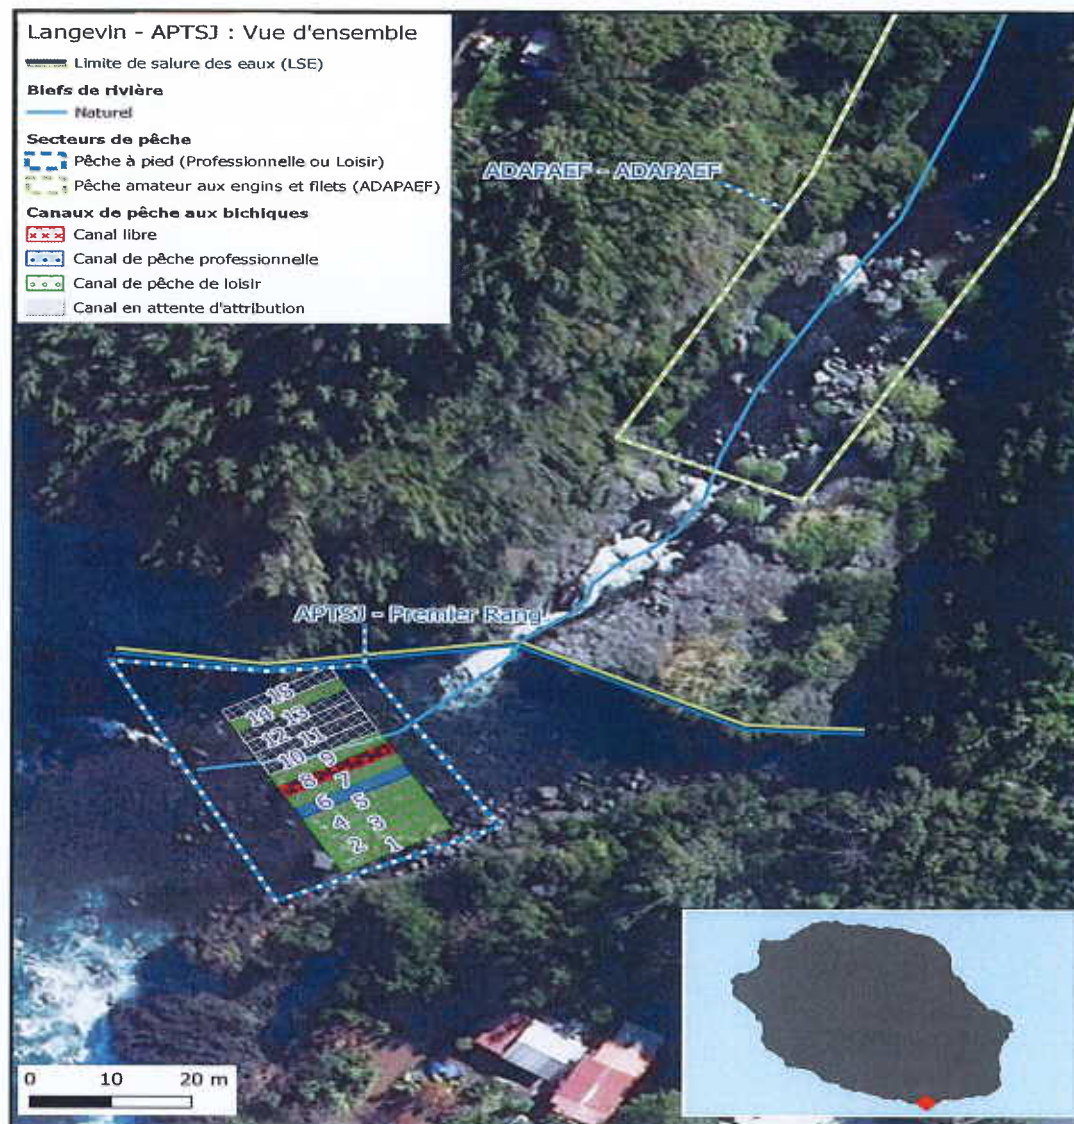 Langevin - APTSJ : Vue d'ensemble
Limite de salure des eaux (LSE)
Biefs de rivière
Naturel
Secteurs de pêche
Pêche à pied (Professionnelle ou Loisir)
Pêche amateur aux engins et filets (ADAPAEF)
Canaux de pêche aux bichiques
Canal libre
Canal de pêche professionnelle
Canal de pêche de loisir
Canal en attente d'attribution
ADAPAEF - ADAPAEF
APTSJ - Premier Rang
15
14
13
12
11
10
9
8
7
6
5
4
3
2
1
0 10 20 m